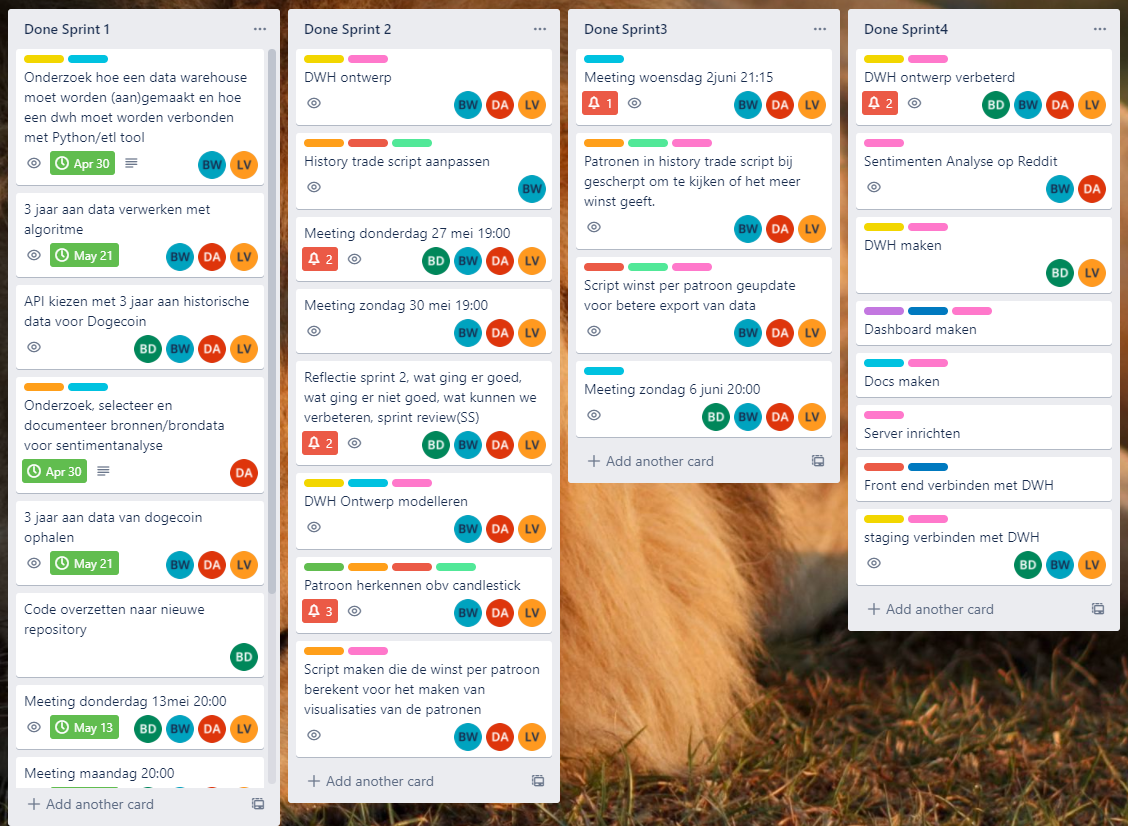 Done Sprint 1
Onderzoek hoe een data warehouse
moet worden (aan)gemaakt en hoe
een dwh moet worden verbonden
met Python/etl tool
Apr 30
BW LV
3 jaar aan data verwerken met
algoritme
May 21
BW DA LV
API kiezen met 3 jaar aan historische
data voor Dogecoin
BD BW DA LV
Onderzoek, selecteer en
documenteer bronnen/brondata
voor sentimentanalyse
Apr 30
DA
3 jaar aan data van dogecoin
ophalen
May 21
BW DA LV
Code overzetten naar nieuwe
repository
BD
Meeting donderdag 13mei 20:00
May 13
BD BW DA LV
Meeting maandag 20:00
+ Add another card
Done Sprint 2
DWH ontwerp
BW DA LV
History trade script aanpassen
BW
Meeting donderdag 27 mei 19:00
2
BD BW DA LV
Meeting zondag 30 mei 19:00
BW DA LV
Reflectie sprint 2, wat ging er goed,
wat ging er niet goed, wat kunnen we
verbeteren, sprint review(SS)
2
BD BW DA LV
DWH Ontwerp modelleren
BW DA LV
Patroon herkennen obv candlestick
3
BW DA LV
Script maken die de winst per patroon
berekent voor het maken van
visualisaties van de patronen
BW DA LV
+ Add another card
Done Sprint3
Meeting woensdag 2juni 21:15
1
BW DA LV
Patronen in history trade script bij
gescherpt om te kijken of het meer
winst geeft.
BW DA LV
Script winst per patroon geupdate
voor betere export van data
BW DA LV
Meeting zondag 6 juni 20:00
BD BW DA LV
+ Add another card
Done Sprint4
DWH ontwerp verbeterd
2
BD BW DA LV
Sentimenten Analyse op Reddit
BW DA
DWH maken
BD LV
Dashboard maken
Docs maken
Server inrichten
Front end verbinden met DWH
staging verbinden met DWH
BD BW LV
+ Add another card